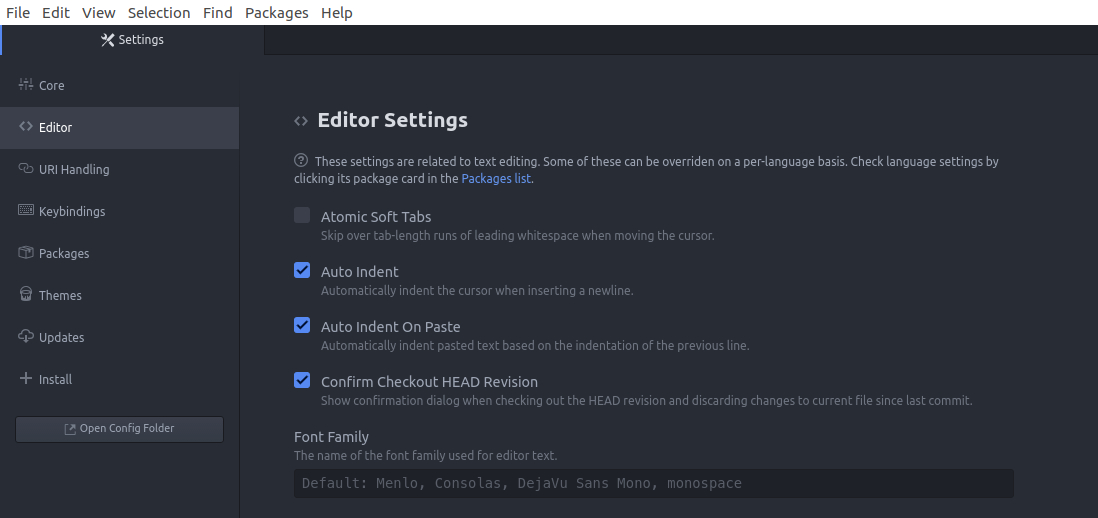 File Edit View Selection Find Packages Help
Settings
Core
Editor
URI Handling
Keybindings
Packages
Themes
Updates
Install
Open Config Folder
Editor Settings
These settings are related to text editing. Some of these can be overriden on a per-language basis. Check language settings by
clicking its package card in the Packages list.
Atomic Soft Tabs
Skip over tab-length runs of leading whitespace when moving the cursor.
Auto Indent
Automatically indent the cursor when inserting a newline.
Auto Indent On Paste
Automatically indent pasted text based on the indentation of the previous line.
Confirm Checkout HEAD Revision
Show confirmation dialog when checking out the HEAD revision and discarding changes to current file since last commit.
Font Family
The name of the font family used for editor text.
Default: Menlo, Consolas, DejaVu Sans Mono, monospace